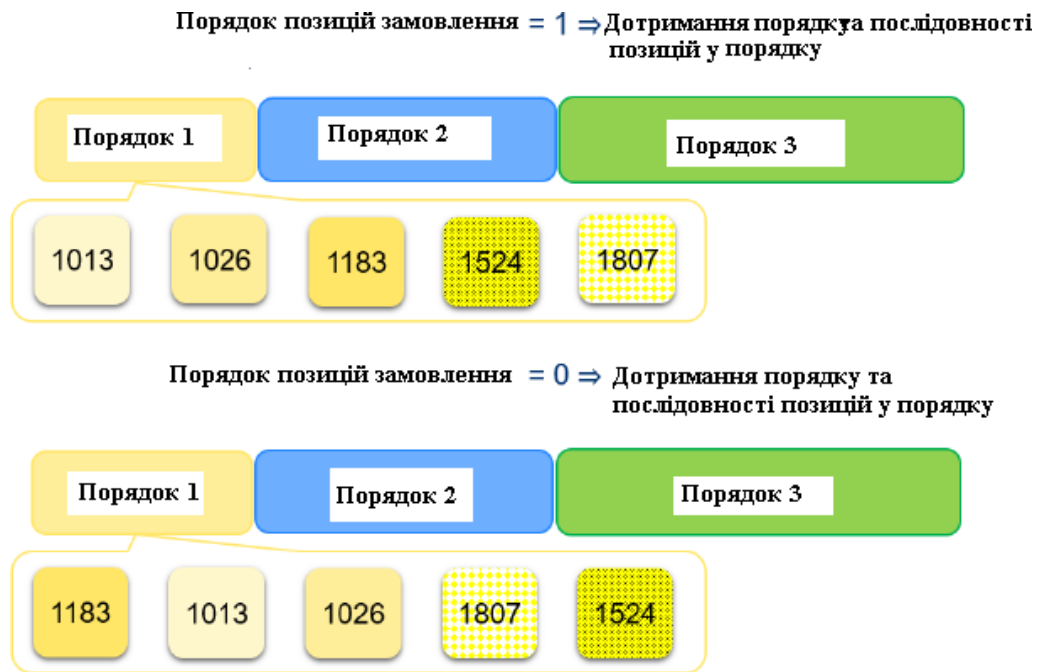 Порядок позицій замовлення = 1 ⇒ Дотримання порядкута послідовності
позицій у порядку
Порядок 1 Порядок 2 Порядок 3
1013 1026 1183 1524 1807
Порядок позицій замовлення = 0 ⇒ Дотримання порядку та
послідовності позицій у порядку
Порядок 1 Порядок 2 Порядок 3
1183 1013 1026 1807 1524